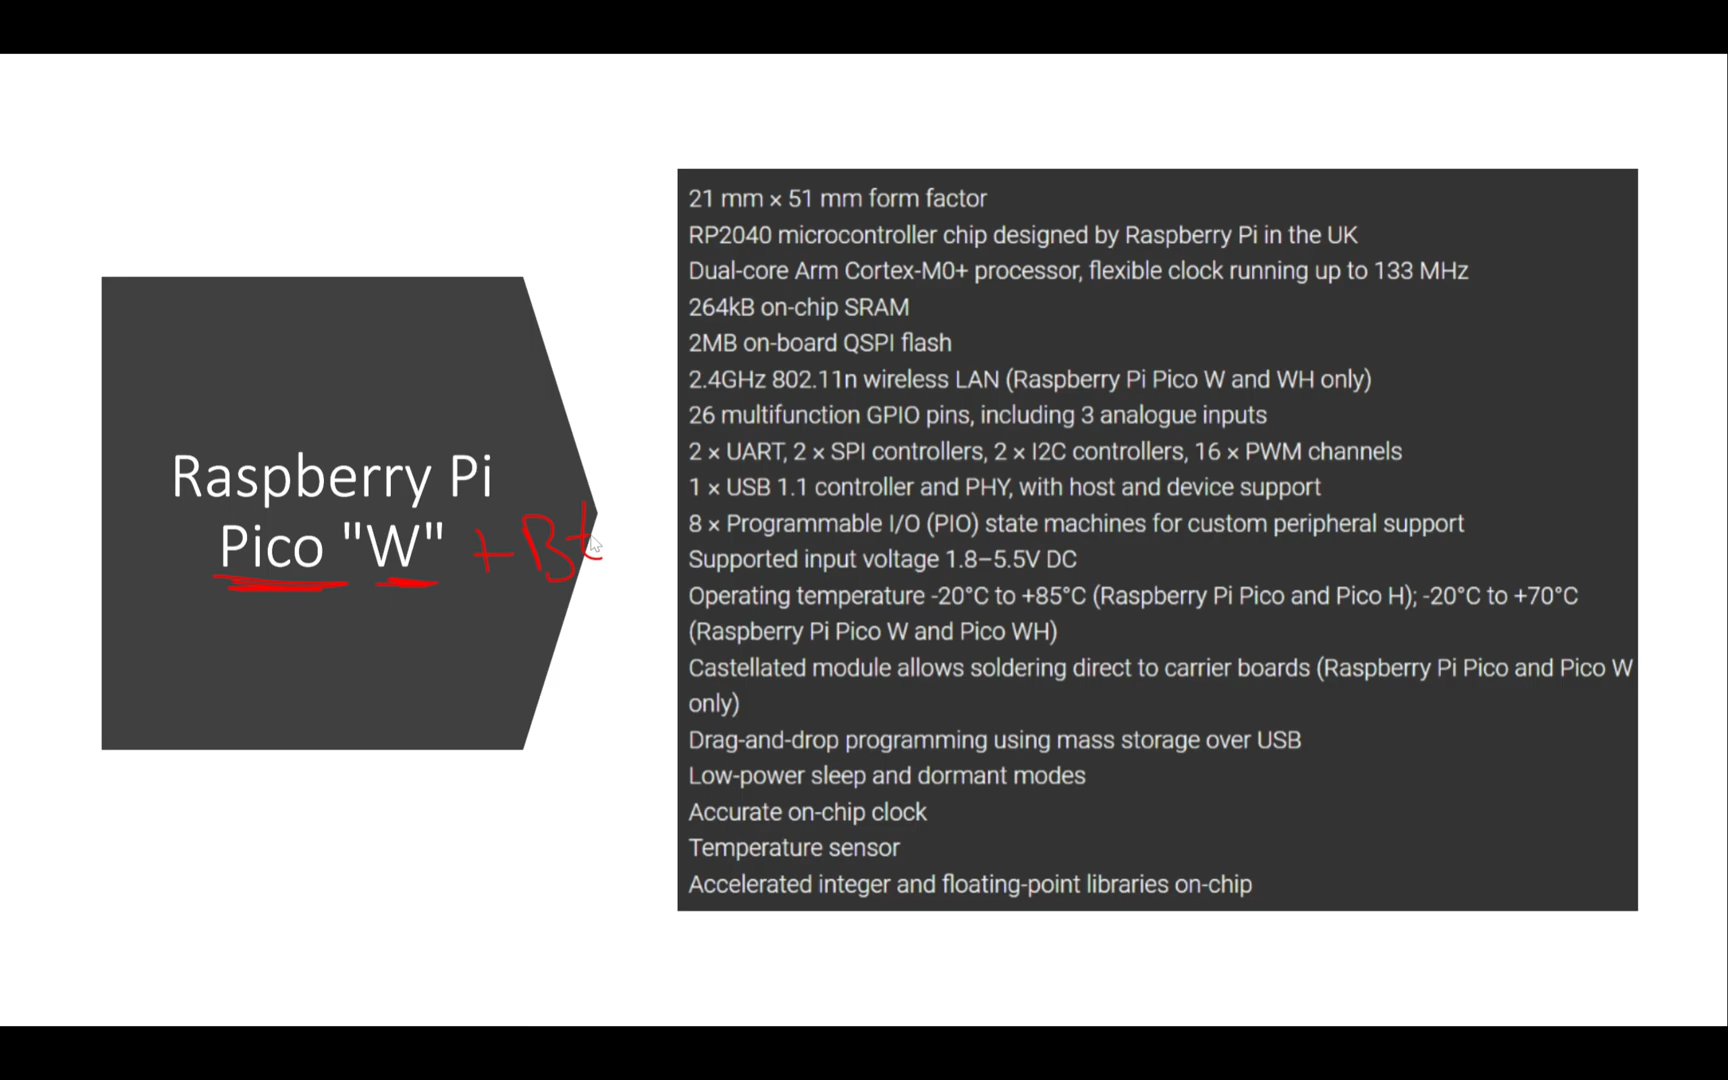 Raspberry Pi
Pico "W" +Bt
21 mm × 51 mm form factor
RP2040 microcontroller chip designed by Raspberry Pi in the UK
Dual-core Arm Cortex-M0+ processor, flexible clock running up to 133 MHz
264kB on-chip SRAM
2MB on-board QSPI flash
2.4GHz 802.11n wireless LAN (Raspberry Pi Pico W and WH only)
26 multifunction GPIO pins, including 3 analogue inputs
2 × UART, 2 × SPI controllers, 2 × I2C controllers, 16 × PWM channels
1 × USB 1.1 controller and PHY, with host and device support
8 × Programmable I/O (PIO) state machines for custom peripheral support
Supported input voltage 1.8–5.5V DC
Operating temperature -20°C to +85°C (Raspberry Pi Pico and Pico H); -20°C to +70°C
(Raspberry Pi Pico W and Pico WH)
Castellated module allows soldering direct to carrier boards (Raspberry Pi Pico and Pico W
only)
Drag-and-drop programming using mass storage over USB
Low-power sleep and dormant modes
Accurate on-chip clock
Temperature sensor
Accelerated integer and floating-point libraries on-chip